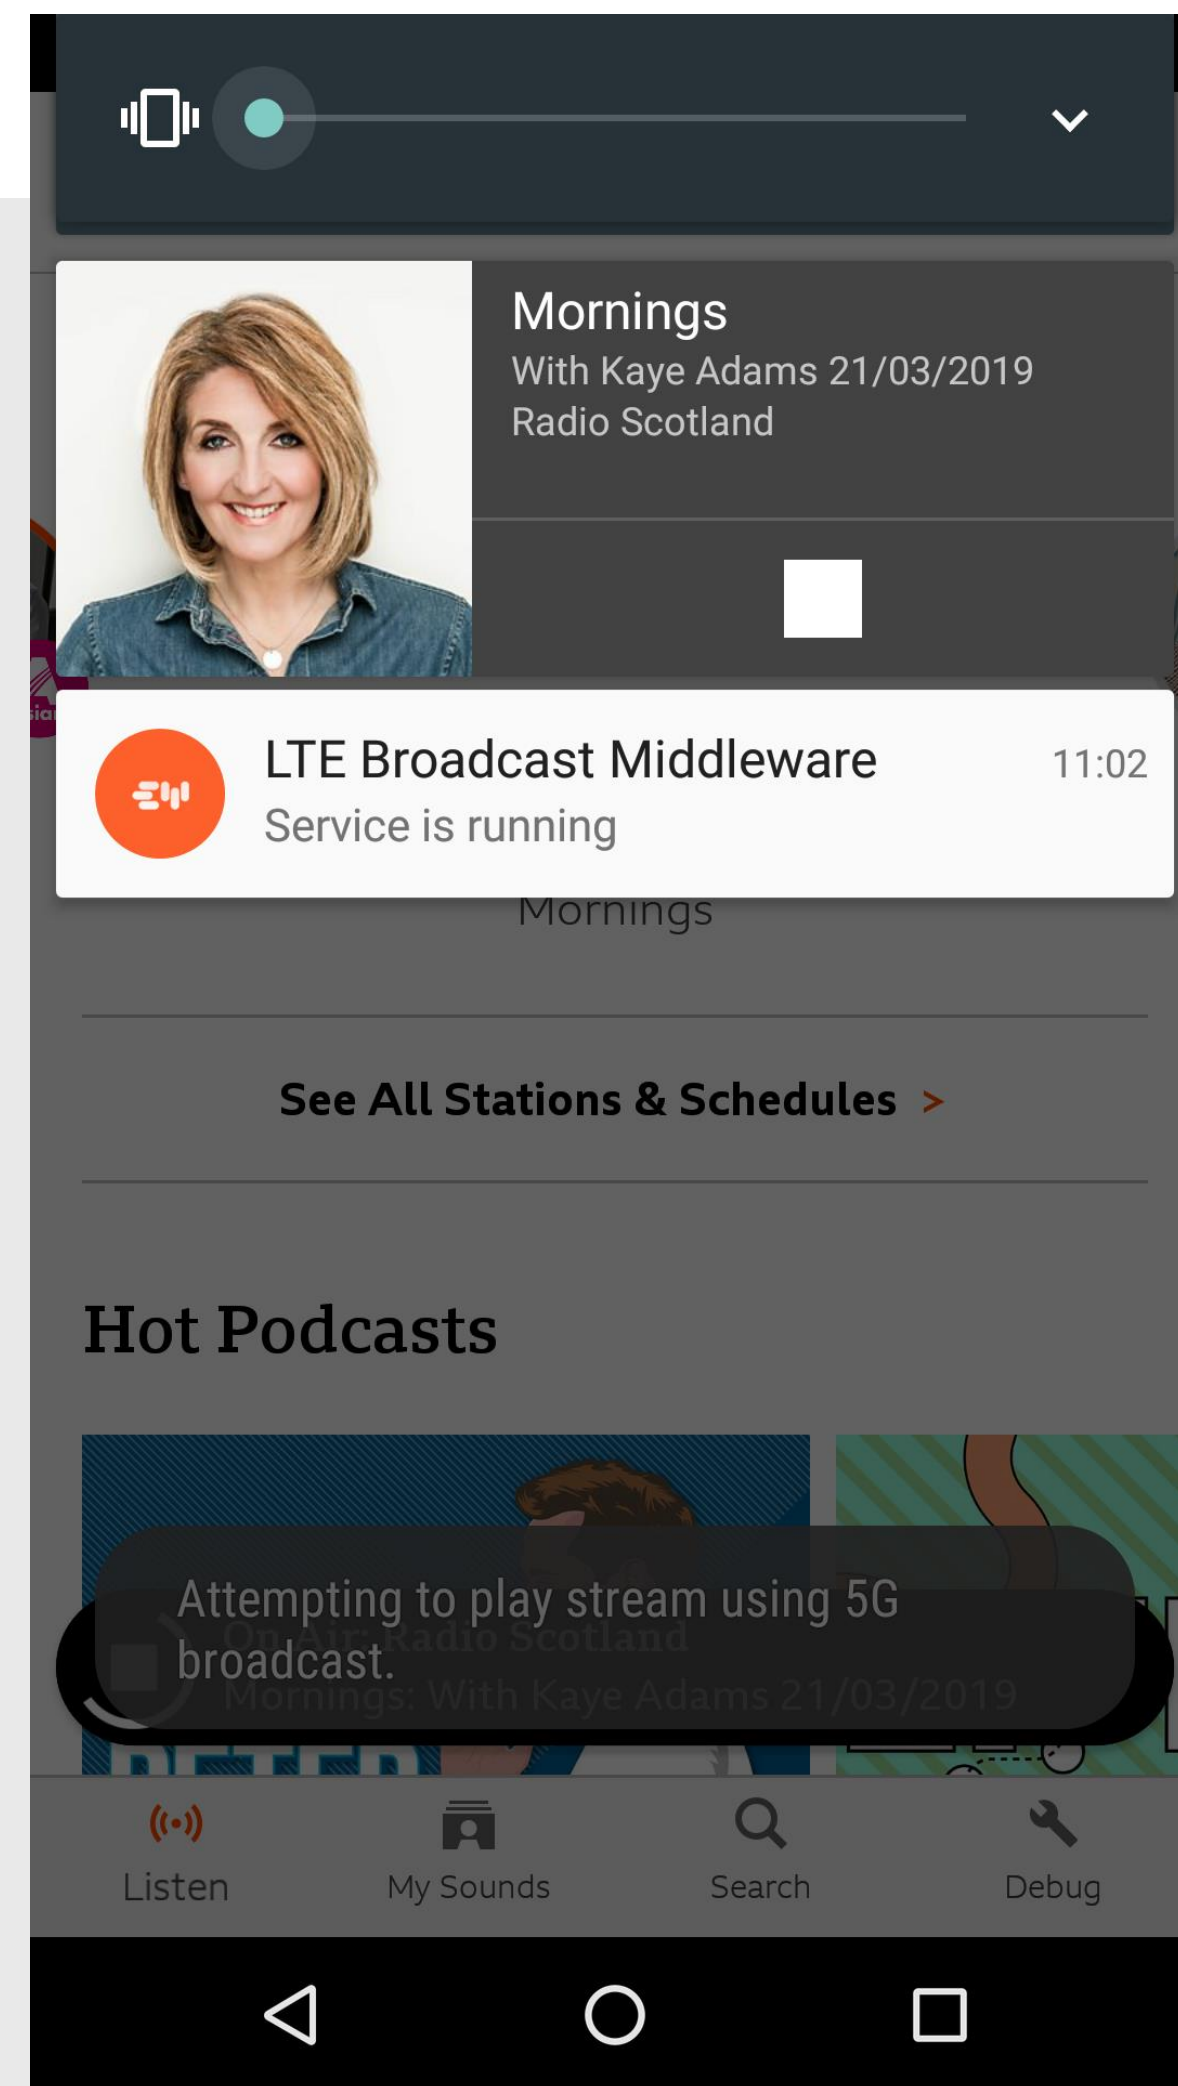 Mornings
With Kaye Adams 21/03/2019
Radio Scotland
LTE Broadcast Middleware
11:02
Service is running
Mornings
See All Stations & Schedules >
Hot Podcasts
Attempting to play stream using 5G
broadcast.
On Air: Radio Scotland
Mornings: With Kaye Adams 21/03/2019
Listen
My Sounds
Search
Debug